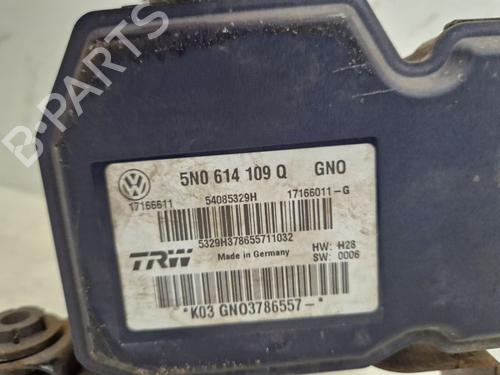 B-PARTS
5N0 614 109 Q GNO
17166611 54085329H 17166011-G
5329H378655711032
TRW Made in Germany HW: H28
SW: 0006
*K03 GNO3786557-*